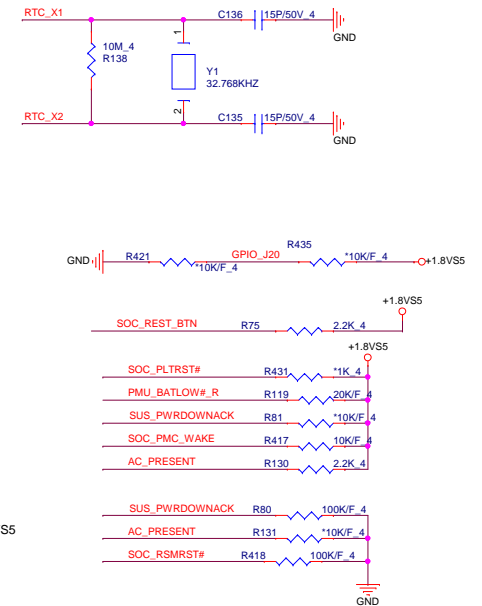 RTC_X1
C136
15P/50V_4
GND
10M_4
R138
1
Y1
32.768KHZ
2
RTC_X2
C135
15P/50V_4
GND
R435
GND
R421
*10K/F_4
GPIO_J20
*10K/F_4
+1.8VS5
+1.8VS5
SOC_REST_BTN
R75
2.2K_4
+1.8VS5
SOC_PLTRST#
R431
*1K_4
PMU_BATLOW#_R
R119
20K/F_4
SUS_PWRDOWNACK
R81
*10K/F_4
SOC_PMC_WAKE
R417
10K/F_4
AC_PRESENT
R130
2.2K_4
SUS_PWRDOWNACK
R80
100K/F_4
S5
AC_PRESENT
R131
*10K/F_4
SOC_RSMRST#
R418
100K/F_4
GND